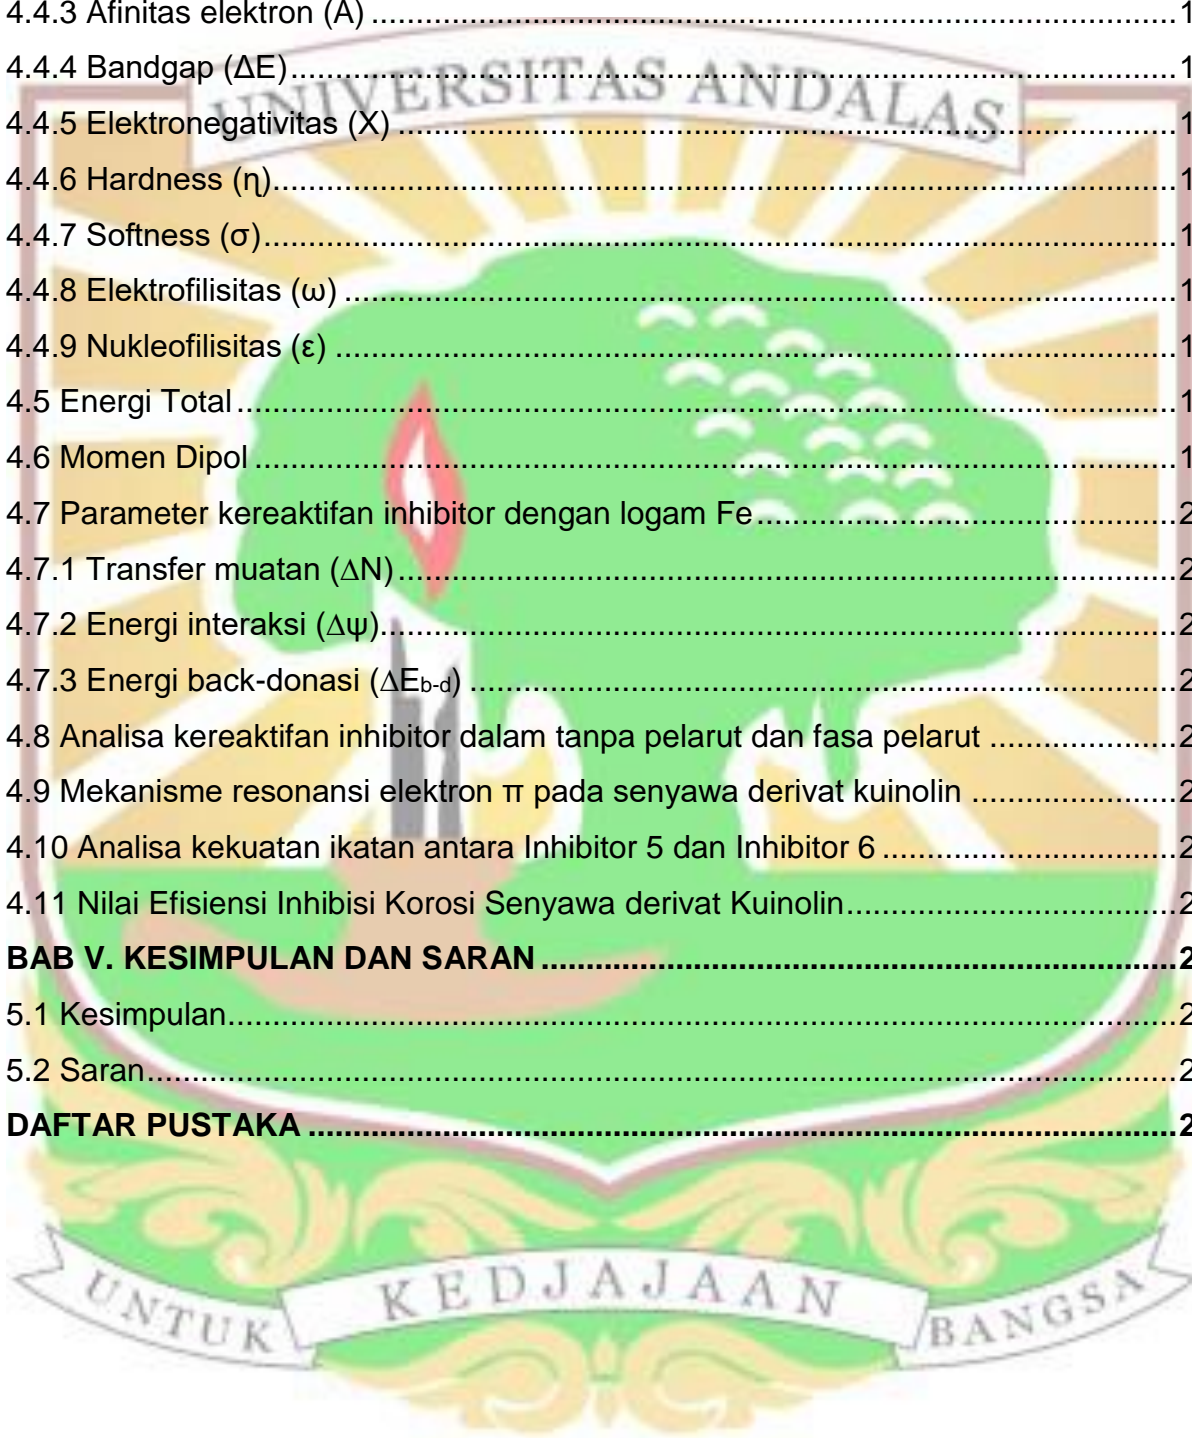 4.4.3 Afinitas elektron (A) ........ 1
4.4.4 Bandgap (ΔE) ........ 1
UNIVERSITAS ANDALAS
4.4.5 Elektronegativitas (X) ........ 1
4.4.6 Hardness (η) ........ 1
4.4.7 Softness (σ) ........ 1
4.4.8 Elektrofilisitas (ω) ........ 1
4.4.9 Nukleofilisitas (ε) ........ 1
4.5 Energi Total ........ 1
4.6 Momen Dipol ........ 1
4.7 Parameter kereaktifan inhibitor dengan logam Fe ........ 2
4.7.1 Transfer muatan (∆N) ........ 2
4.7.2 Energi interaksi (∆ψ) ........ 2
4.7.3 Energi back-donasi (∆Eb-d) ........ 2
4.8 Analisa kereaktifan inhibitor dalam tanpa pelarut dan fasa pelarut ........ 2
4.9 Mekanisme resonansi elektron π pada senyawa derivat kuinolin ........ 2
4.10 Analisa kekuatan ikatan antara Inhibitor 5 dan Inhibitor 6 ........ 2
4.11 Nilai Efisiensi Inhibisi Korosi Senyawa derivat Kuinolin ........ 2
BAB V. KESIMPULAN DAN SARAN ........ 2
5.1 Kesimpulan ........ 2
5.2 Saran ........ 2
DAFTAR PUSTAKA ........ 2
UNTUK KEDJAJAAN BANGSA